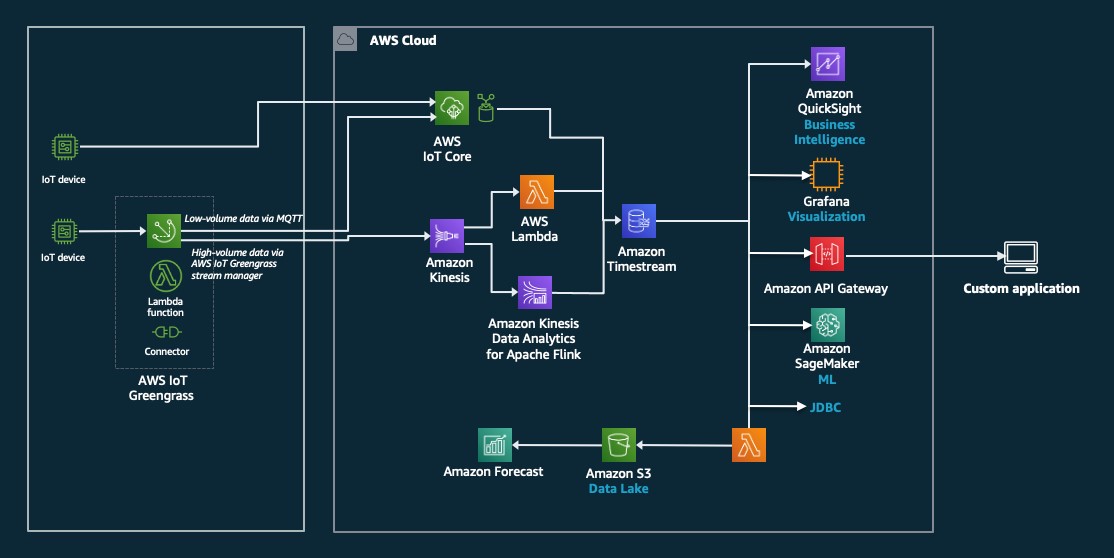 AWS Cloud
IoT device
IoT device
Low-volume data via MQTT
High-volume data via
AWS IoT Greengrass
stream manager
Lambda
function
Connector
AWS IoT
Greengrass
AWS
IoT Core
AWS
Lambda
Amazon
Kinesis
Amazon Kinesis
Data Analytics
for Apache Flink
Amazon
Timestream
Amazon
QuickSight
Business
Intelligence
Grafana
Visualization
Amazon API Gateway
Custom application
Amazon
SageMaker
ML
JDBC
Amazon Forecast
Amazon S3
Data Lake